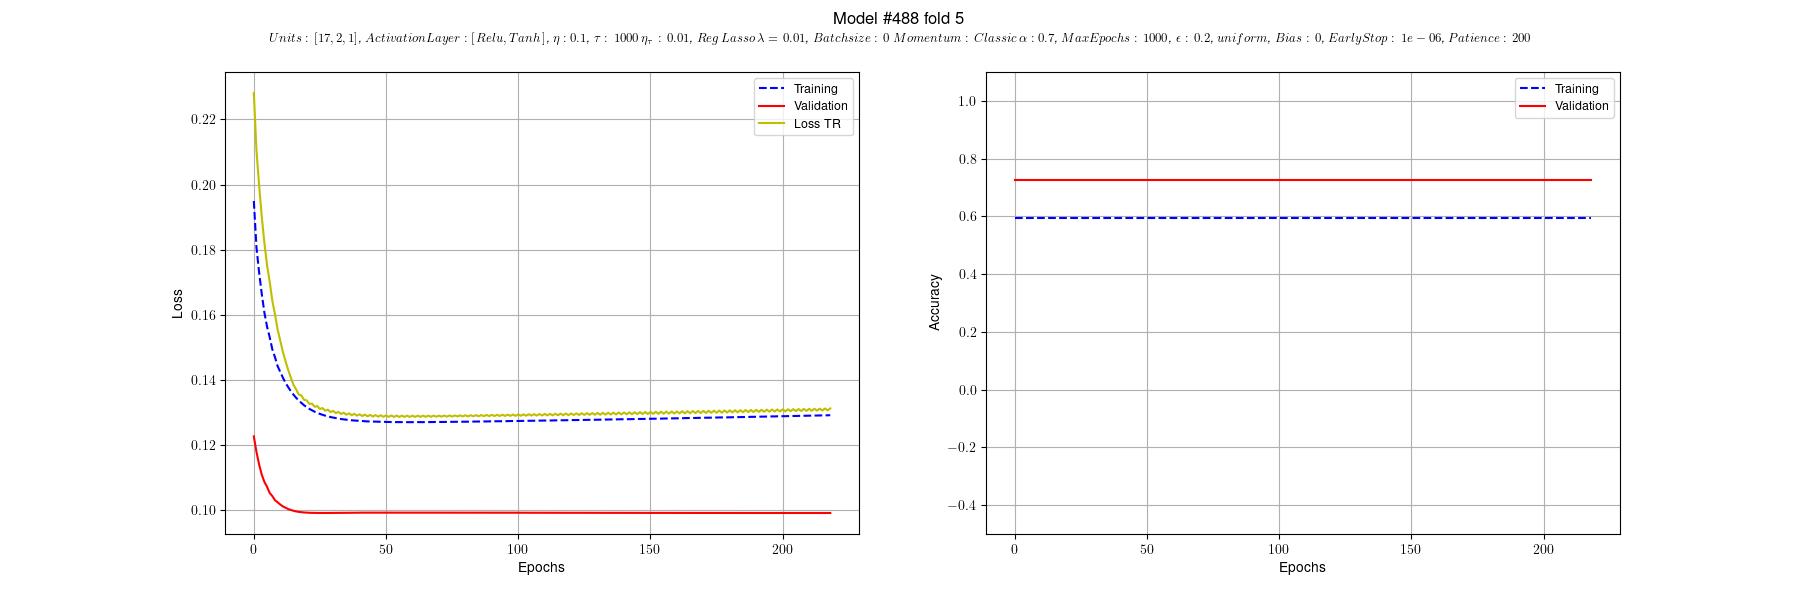 Model #488 fold 5
Units : [17, 2, 1], ActivationLayer : [Relu, Tanh], η : 0.1, τ : 1000 ητ : 0.01, Reg Lasso λ = 0.01, Batchsize : 0 Momentum : Classic α : 0.7, MaxEpochs : 1000, ϵ : 0.2, uniform, Bias : 0, EarlyStop : 1e − 06, Patience : 200
Training
Validation
Loss TR
0.22
0.20
0.18
0.16
0.14
0.12
0.10
Loss
0
50
100
150
200
Epochs
Training
Validation
1.0
0.8
0.6
0.4
0.2
0.0
−0.2
−0.4
Accuracy
0
50
100
150
200
Epochs